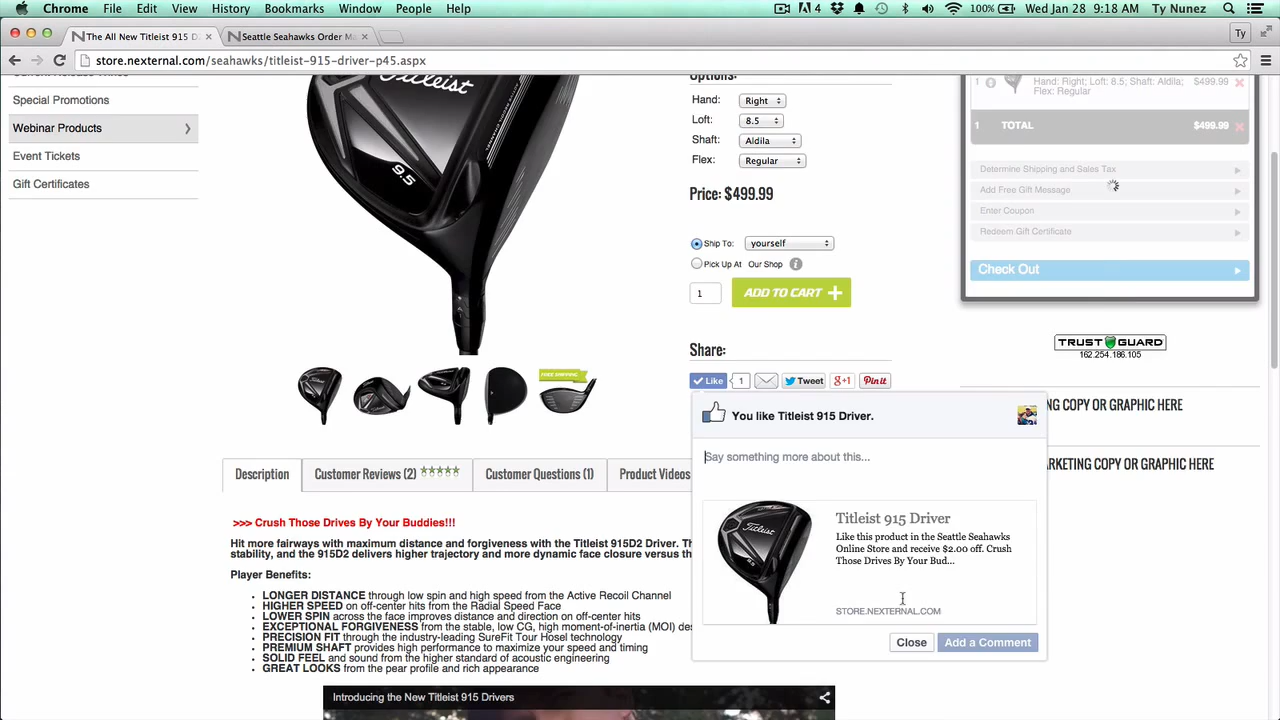 Chrome File Edit View History Bookmarks Window People Help
4 100% Wed Jan 28 9:18 AM Ty Nunez
The All New Titleist 915 D
Seattle Seahawks Order Ma
Ty
store.nexternal.com/seahawks/titleist-915-driver-p45.aspx
Special Promotions
Webinar Products
Event Tickets
Gift Certificates
Titleist
9.5
Options:
Hand: Right
Loft: 8.5
Shaft: Aldila
Flex: Regular
Price: $499.99
Ship To: yourself
Pick Up At Our Shop i
1 ADD TO CART +
Share:
Like 1 Tweet g+1 Pin it
1 Hand: Right; Loft: 8.5; Shaft: Aldila; $499.99
Flex: Regular
1 TOTAL $499.99
Determine Shipping and Sales Tax
Add Free Gift Message
Enter Coupon
Redeem Gift Certificate
Check Out
TRUST GUARD
162.254.186.105
NG COPY OR GRAPHIC HERE
ARKETING COPY OR GRAPHIC HERE
FREE SHIPPING
You like Titleist 915 Driver.
Say something more about this...
Titleist
Titleist 915 Driver
Like this product in the Seattle Seahawks
Online Store and receive $2.00 off. Crush
Those Drives By Your Bud...
STORE.NEXTERNAL.COM
Close Add a Comment
Description Customer Reviews (2) Customer Questions (1) Product Videos
>>> Crush Those Drives By Your Buddies!!!
Hit more fairways with maximum distance and forgiveness with the Titleist 915D2 Driver. Th
stability, and the 915D2 delivers higher trajectory and more dynamic face closure versus th
Player Benefits:
LONGER DISTANCE through low spin and high speed from the Active Recoil Channel
HIGHER SPEED on off-center hits from the Radial Speed Face
LOWER SPIN across the face improves distance and direction on off-center hits
EXCEPTIONAL FORGIVENESS from the stable, low CG, high moment-of-inertia (MOI) des
PRECISION FIT through the industry-leading SureFit Tour Hosel technology
PREMIUM SHAFT provides high performance to maximize your speed and timing
SOLID FEEL and sound from the higher standard of acoustic engineering
GREAT LOOKS from the pear profile and rich appearance
Introducing the New Titleist 915 Drivers